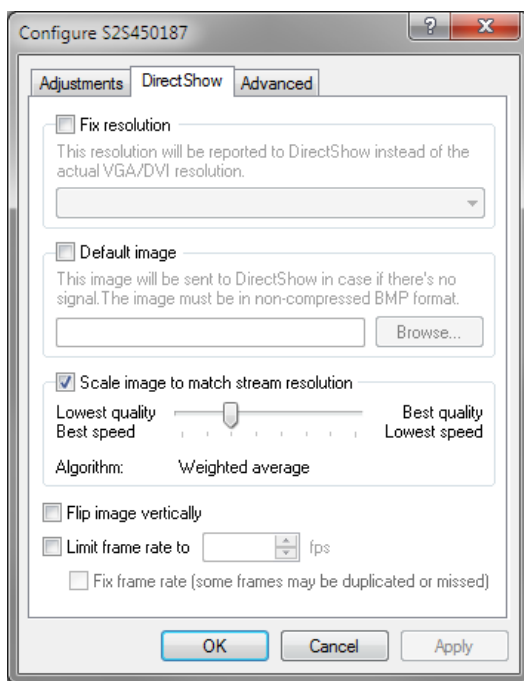 Configure S2S450187
Adjustments DirectShow Advanced
Fix resolution
This resolution will be reported to DirectShow instead of the
actual VGA/DVI resolution.
Default image
This image will be sent to DirectShow in case if there's no
signal.The image must be in non-compressed BMP format.
Browse...
Scale image to match stream resolution
Lowest quality Best quality
Best speed Lowest speed
Algorithm: Weighted average
Flip image vertically
Limit frame rate to fps
Fix frame rate (some frames may be duplicated or missed)
OK Cancel Apply